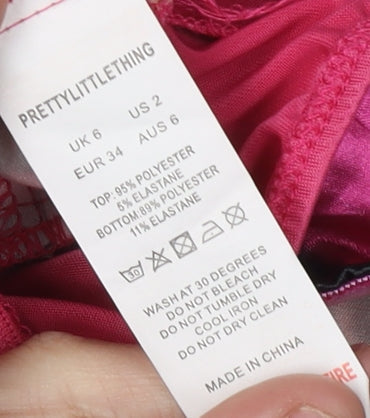 PRETTYLITTLETHING
UK 6 US 2
EUR 34 AUS 6
TOP: 95% POLYESTER
5% ELASTANE
BOTTOM:89% POLYESTER
11% ELASTANE
30
WASH AT 30 DEGREES
DO NOT BLEACH
DO NOT TUMBLE DRY
COOL IRON
DO NOT DRY CLEAN
MADE IN CHINA
FIRE